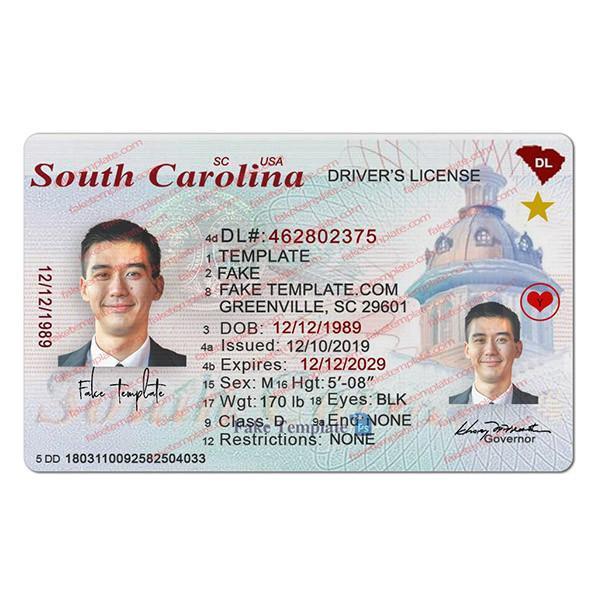 SC USA
South Carolina DRIVER'S LICENSE DL
4d DL#: 462802375
1 TEMPLATE
2 FAKE
8 FAKE TEMPLATE.COM
GREENVILLE, SC 29601
3 DOB: 12/12/1989
4a Issued: 12/10/2019
4b Expires: 12/12/2029
15 Sex: M 16 Hgt: 5'-08"
17 Wgt: 170 lb 18 Eyes: BLK
9 Class: D 9a End: NONE
12 Restrictions: NONE
12/12/1989
Fake Template
Fake Template Ps
Y
Governor
5 DD 1803110092582504033
faketemplate.com